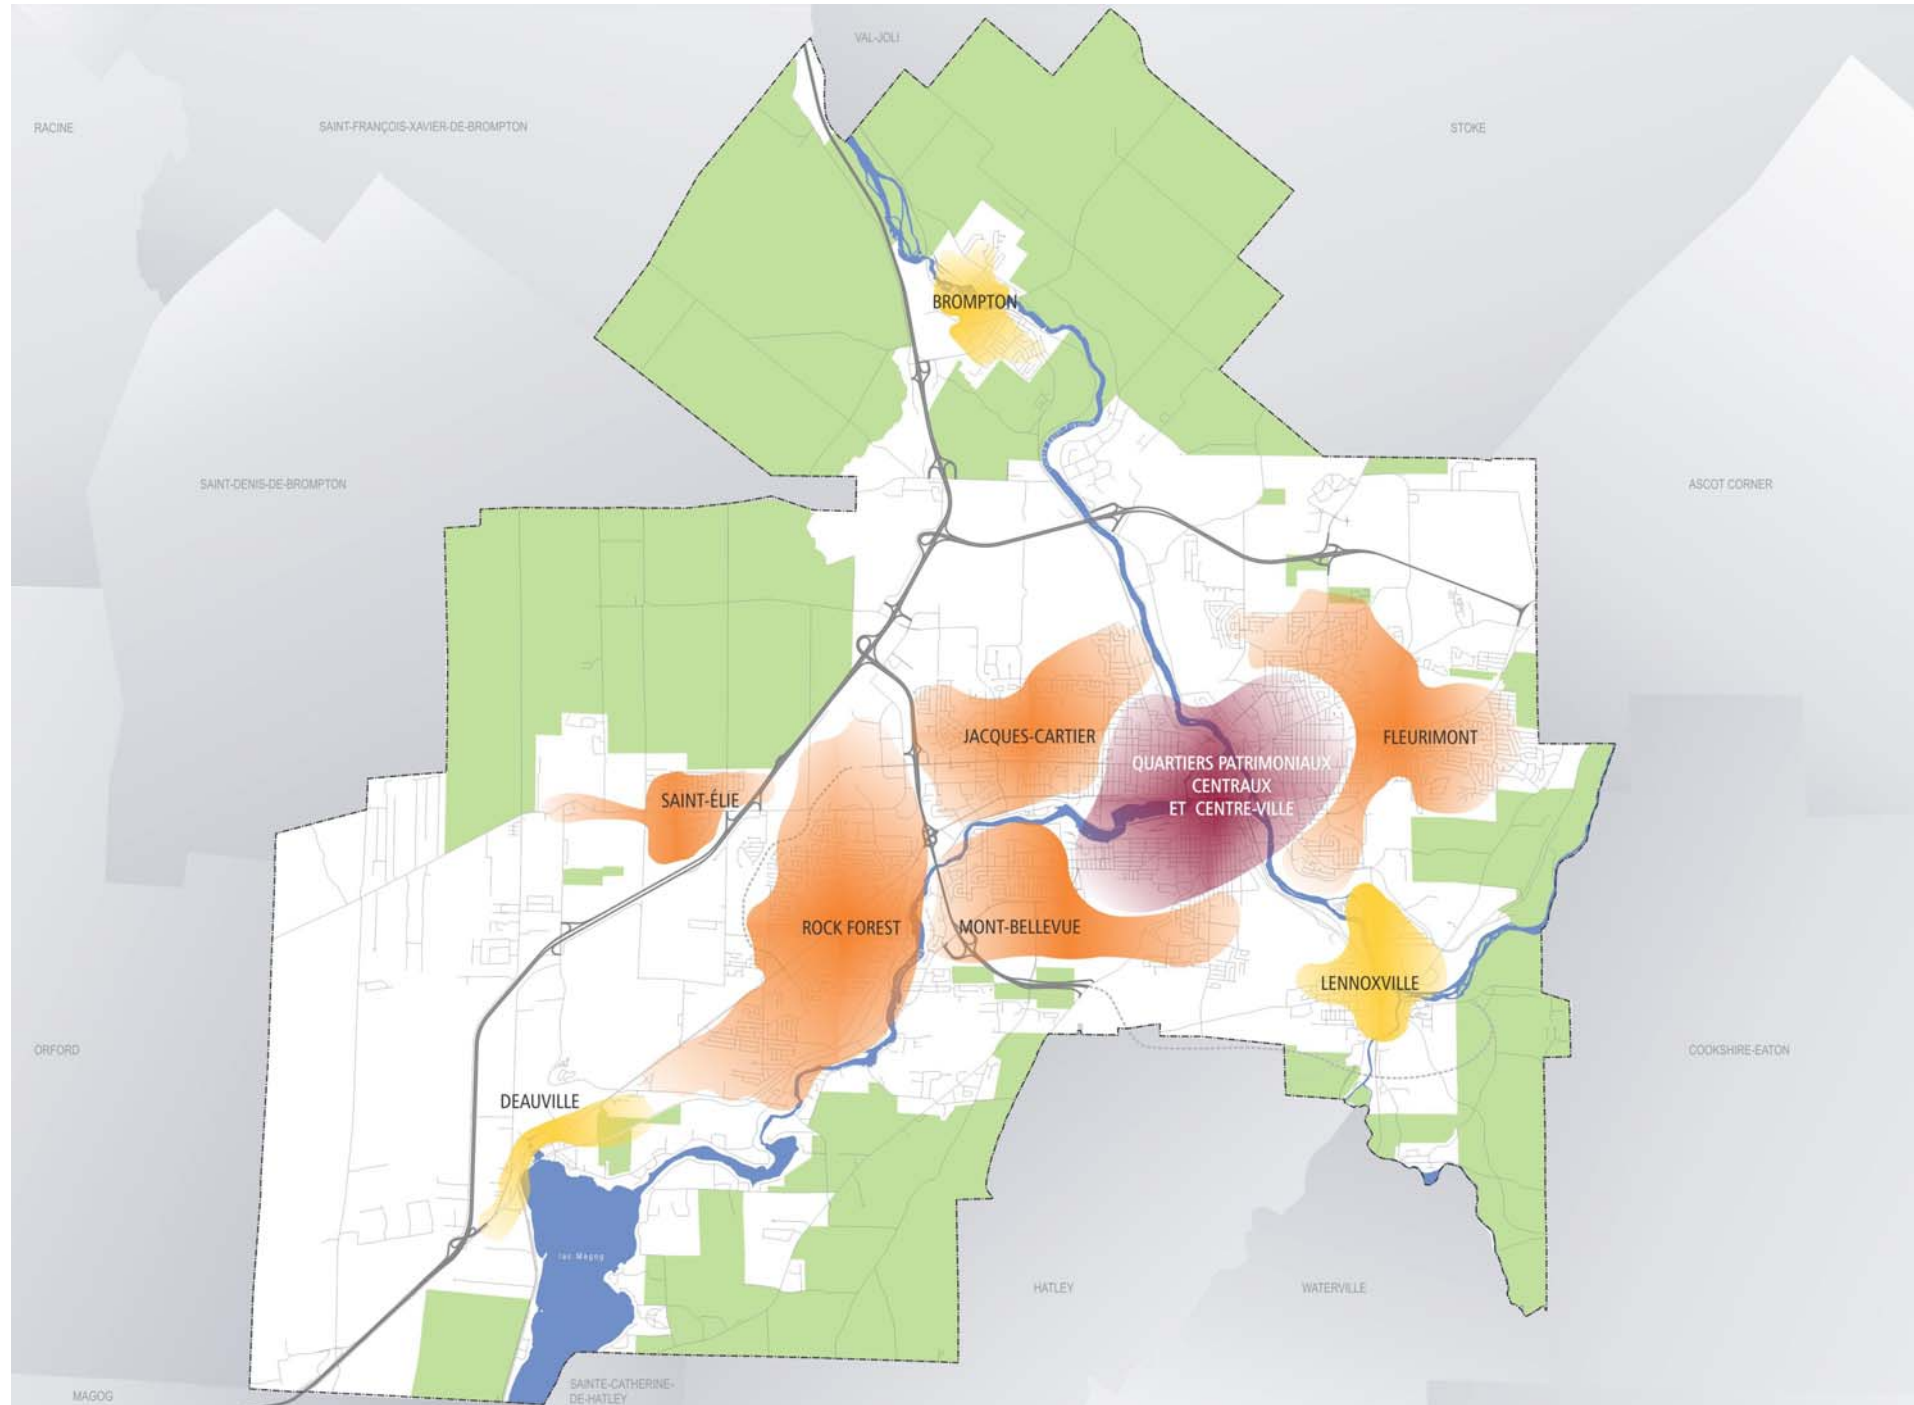 VAL-JOLI
RACINE
SAINT-FRANÇOIS-XAVIER-DE-BROMPTON
STOKE
BROMPTON
SAINT-DENIS-DE-BROMPTON
ASCOT CORNER
JACQUES-CARTIER
FLEURIMONT
QUARTIERS PATRIMONIAUX
CENTRAUX
ET CENTRE-VILLE
SAINT-ÉLIE
ROCK FOREST
MONT-BELLEVUE
LENNOXVILLE
ORFORD
COOKSHIRE-EATON
DEAUVILLE
lac Magog
HATLEY
WATERVILLE
SAINTE-CATHERINE-
DE-HATLEY
MAGOG